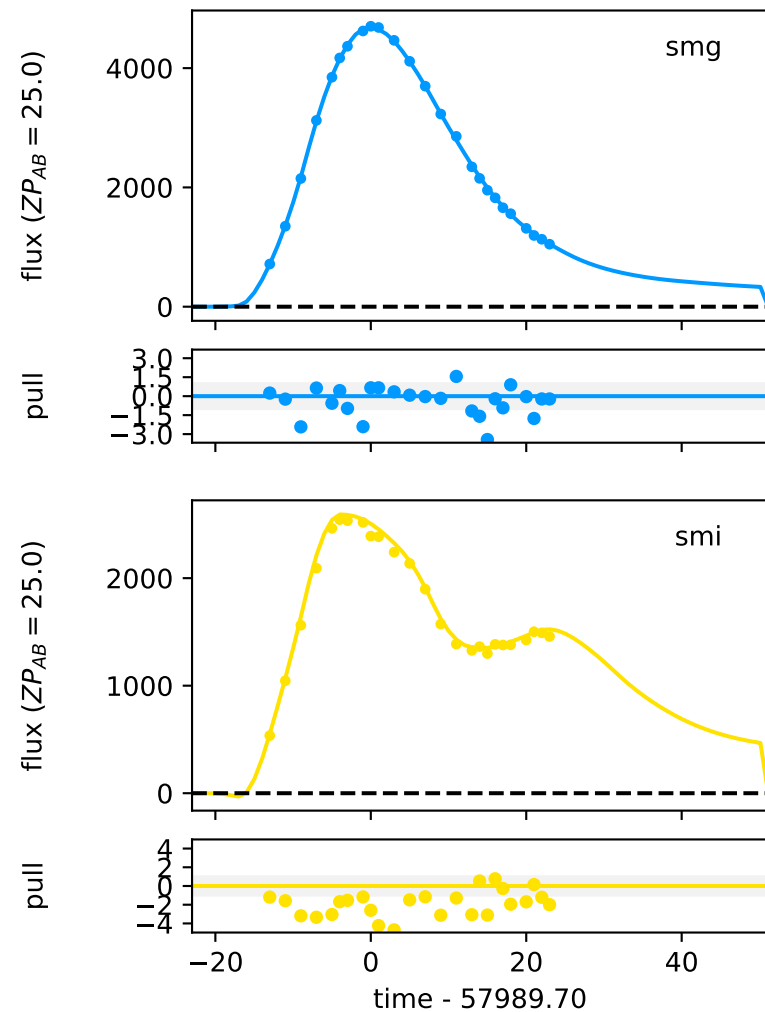 smg
flux (ZP_AB = 25.0)
4000
2000
0
pull
3.0
1.5
0.0
−1.5
−3.0
smi
flux (ZP_AB = 25.0)
2000
1000
0
pull
4
2
0
−2
−4
−20 0 20 40
time - 57989.70